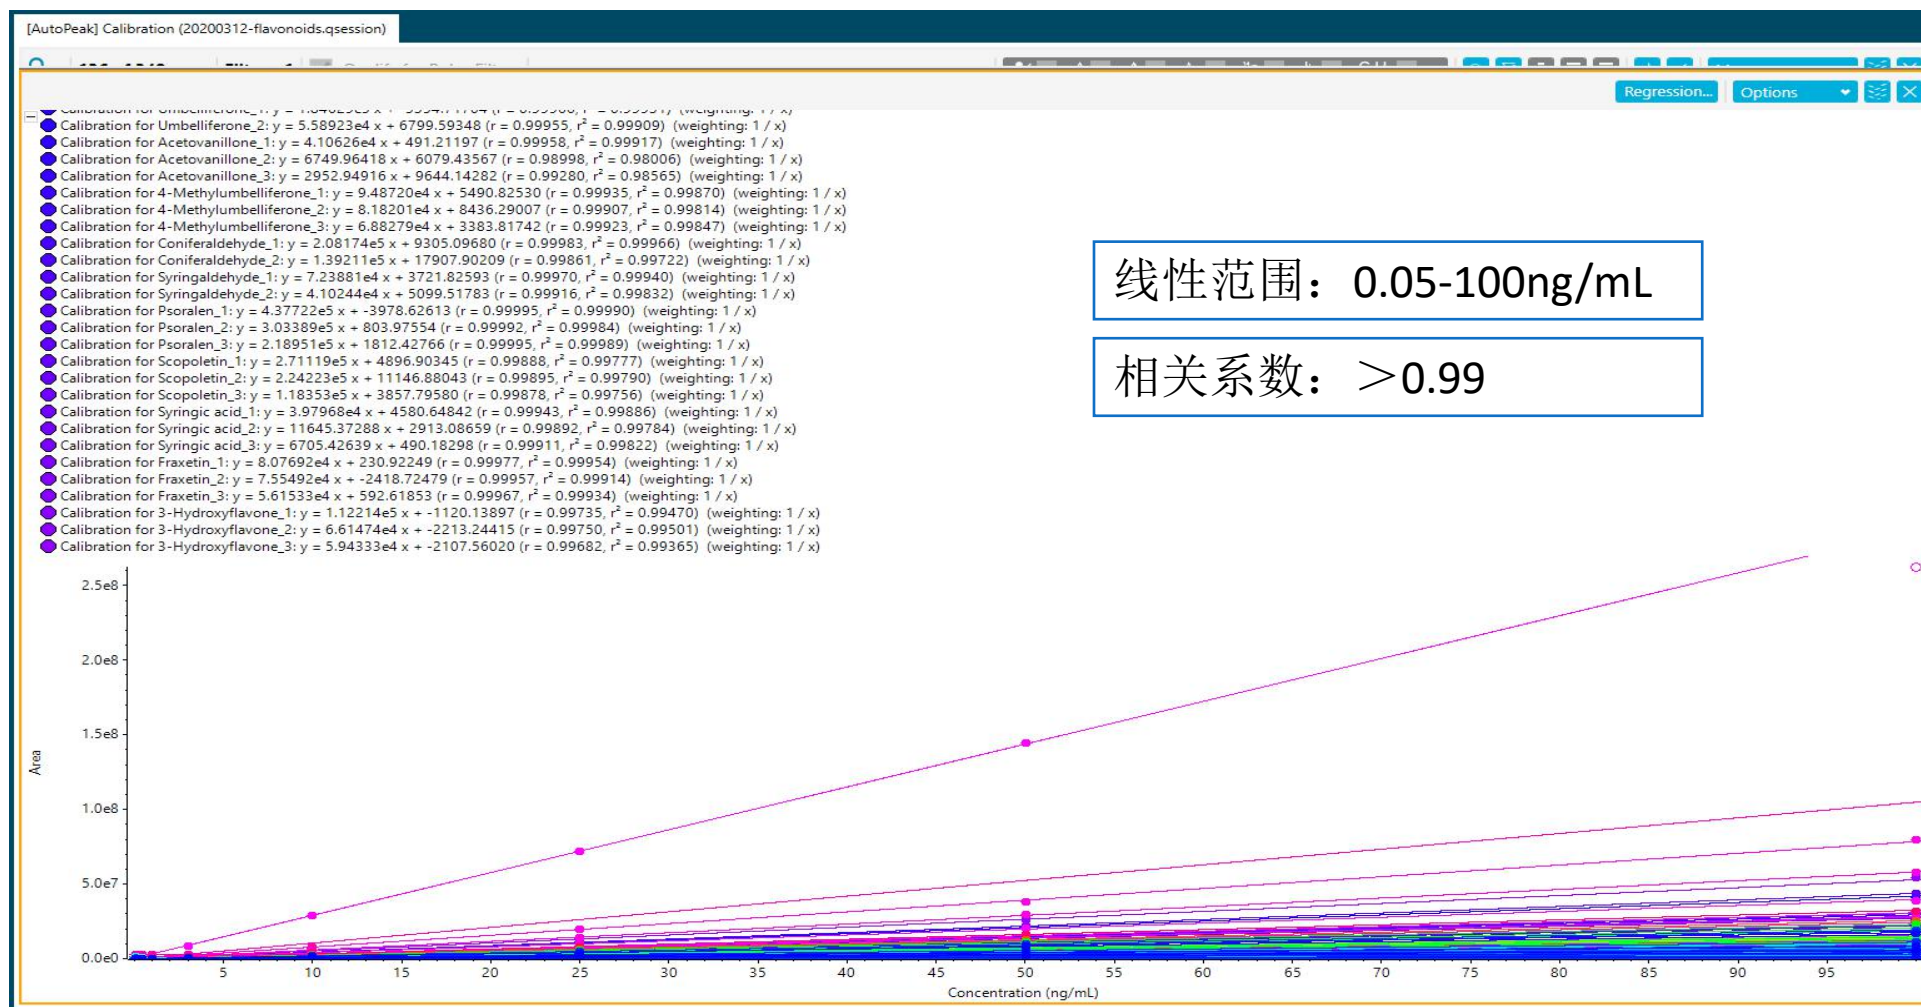 [AutoPeak] Calibration (20200312-flavonoids.qsession)
Regression... Options
Calibration for Umbelliferone_2: y = 5.58923e4 x + 6799.59348 (r = 0.99955, r² = 0.99909) (weighting: 1 / x)
Calibration for Acetovanillone_1: y = 4.10626e4 x + 491.21197 (r = 0.99958, r² = 0.99917) (weighting: 1 / x)
Calibration for Acetovanillone_2: y = 6749.96418 x + 6079.43567 (r = 0.98998, r² = 0.98006) (weighting: 1 / x)
Calibration for Acetovanillone_3: y = 2952.94916 x + 9644.14282 (r = 0.99280, r² = 0.98565) (weighting: 1 / x)
Calibration for 4-Methylumbelliferone_1: y = 9.48720e4 x + 5490.82530 (r = 0.99935, r² = 0.99870) (weighting: 1 / x)
Calibration for 4-Methylumbelliferone_2: y = 8.18201e4 x + 8436.29007 (r = 0.99907, r² = 0.99814) (weighting: 1 / x)
Calibration for 4-Methylumbelliferone_3: y = 6.88279e4 x + 3383.81742 (r = 0.99923, r² = 0.99847) (weighting: 1 / x)
Calibration for Coniferaldehyde_1: y = 2.08174e5 x + 9305.09680 (r = 0.99983, r² = 0.99966) (weighting: 1 / x)
Calibration for Coniferaldehyde_2: y = 1.39211e5 x + 17907.90209 (r = 0.99861, r² = 0.99722) (weighting: 1 / x)
Calibration for Syringaldehyde_1: y = 7.23881e4 x + 3721.82593 (r = 0.99970, r² = 0.99940) (weighting: 1 / x)
Calibration for Syringaldehyde_2: y = 4.10244e4 x + 5099.51783 (r = 0.99916, r² = 0.99832) (weighting: 1 / x)
Calibration for Psoralen_1: y = 4.37722e5 x + -3978.62613 (r = 0.99995, r² = 0.99990) (weighting: 1 / x)
Calibration for Psoralen_2: y = 3.03389e5 x + 803.97554 (r = 0.99992, r² = 0.99984) (weighting: 1 / x)
Calibration for Psoralen_3: y = 2.18951e5 x + 1812.42766 (r = 0.99995, r² = 0.99989) (weighting: 1 / x)
Calibration for Scopoletin_1: y = 2.71119e5 x + 4896.90345 (r = 0.99888, r² = 0.99777) (weighting: 1 / x)
Calibration for Scopoletin_2: y = 2.24223e5 x + 11146.88043 (r = 0.99895, r² = 0.99790) (weighting: 1 / x)
Calibration for Scopoletin_3: y = 1.18353e5 x + 3857.79580 (r = 0.99878, r² = 0.99756) (weighting: 1 / x)
Calibration for Syringic acid_1: y = 3.97968e4 x + 4580.64842 (r = 0.99943, r² = 0.99886) (weighting: 1 / x)
Calibration for Syringic acid_2: y = 11645.37288 x + 2913.08659 (r = 0.99892, r² = 0.99784) (weighting: 1 / x)
Calibration for Syringic acid_3: y = 6705.42639 x + 490.18298 (r = 0.99911, r² = 0.99822) (weighting: 1 / x)
Calibration for Fraxetin_1: y = 8.07692e4 x + 230.92249 (r = 0.99977, r² = 0.99954) (weighting: 1 / x)
Calibration for Fraxetin_2: y = 7.55492e4 x + -2418.72479 (r = 0.99957, r² = 0.99914) (weighting: 1 / x)
Calibration for Fraxetin_3: y = 5.61533e4 x + 592.61853 (r = 0.99967, r² = 0.99934) (weighting: 1 / x)
Calibration for 3-Hydroxyflavone_1: y = 1.12214e5 x + -1120.13897 (r = 0.99735, r² = 0.99470) (weighting: 1 / x)
Calibration for 3-Hydroxyflavone_2: y = 6.61474e4 x + -2213.24415 (r = 0.99750, r² = 0.99501) (weighting: 1 / x)
Calibration for 3-Hydroxyflavone_3: y = 5.94333e4 x + -2107.56020 (r = 0.99682, r² = 0.99365) (weighting: 1 / x)
线性范围：0.05-100ng/mL
相关系数：＞0.99
2.5e8
2.0e8
1.5e8
1.0e8
5.0e7
0.0e0
Area
5 10 15 20 25 30 35 40 45 50 55 60 65 70 75 80 85 90 95
Concentration (ng/mL)